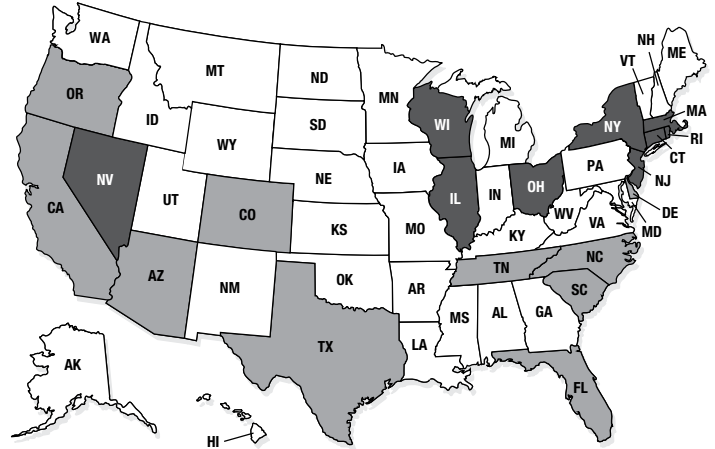 WA
NH
ME
VT
MT
ND
OR
MN
MA
ID
WI
NY
SD
RI
WY
MI
CT
IA
PA
NJ
NV
NE
OH
UT
IL
IN
CA
CO
WV
DE
KS
MO
VA
MD
KY
NC
TN
AZ
OK
NM
AR
SC
MS
AL
GA
TX
LA
AK
FL
HI